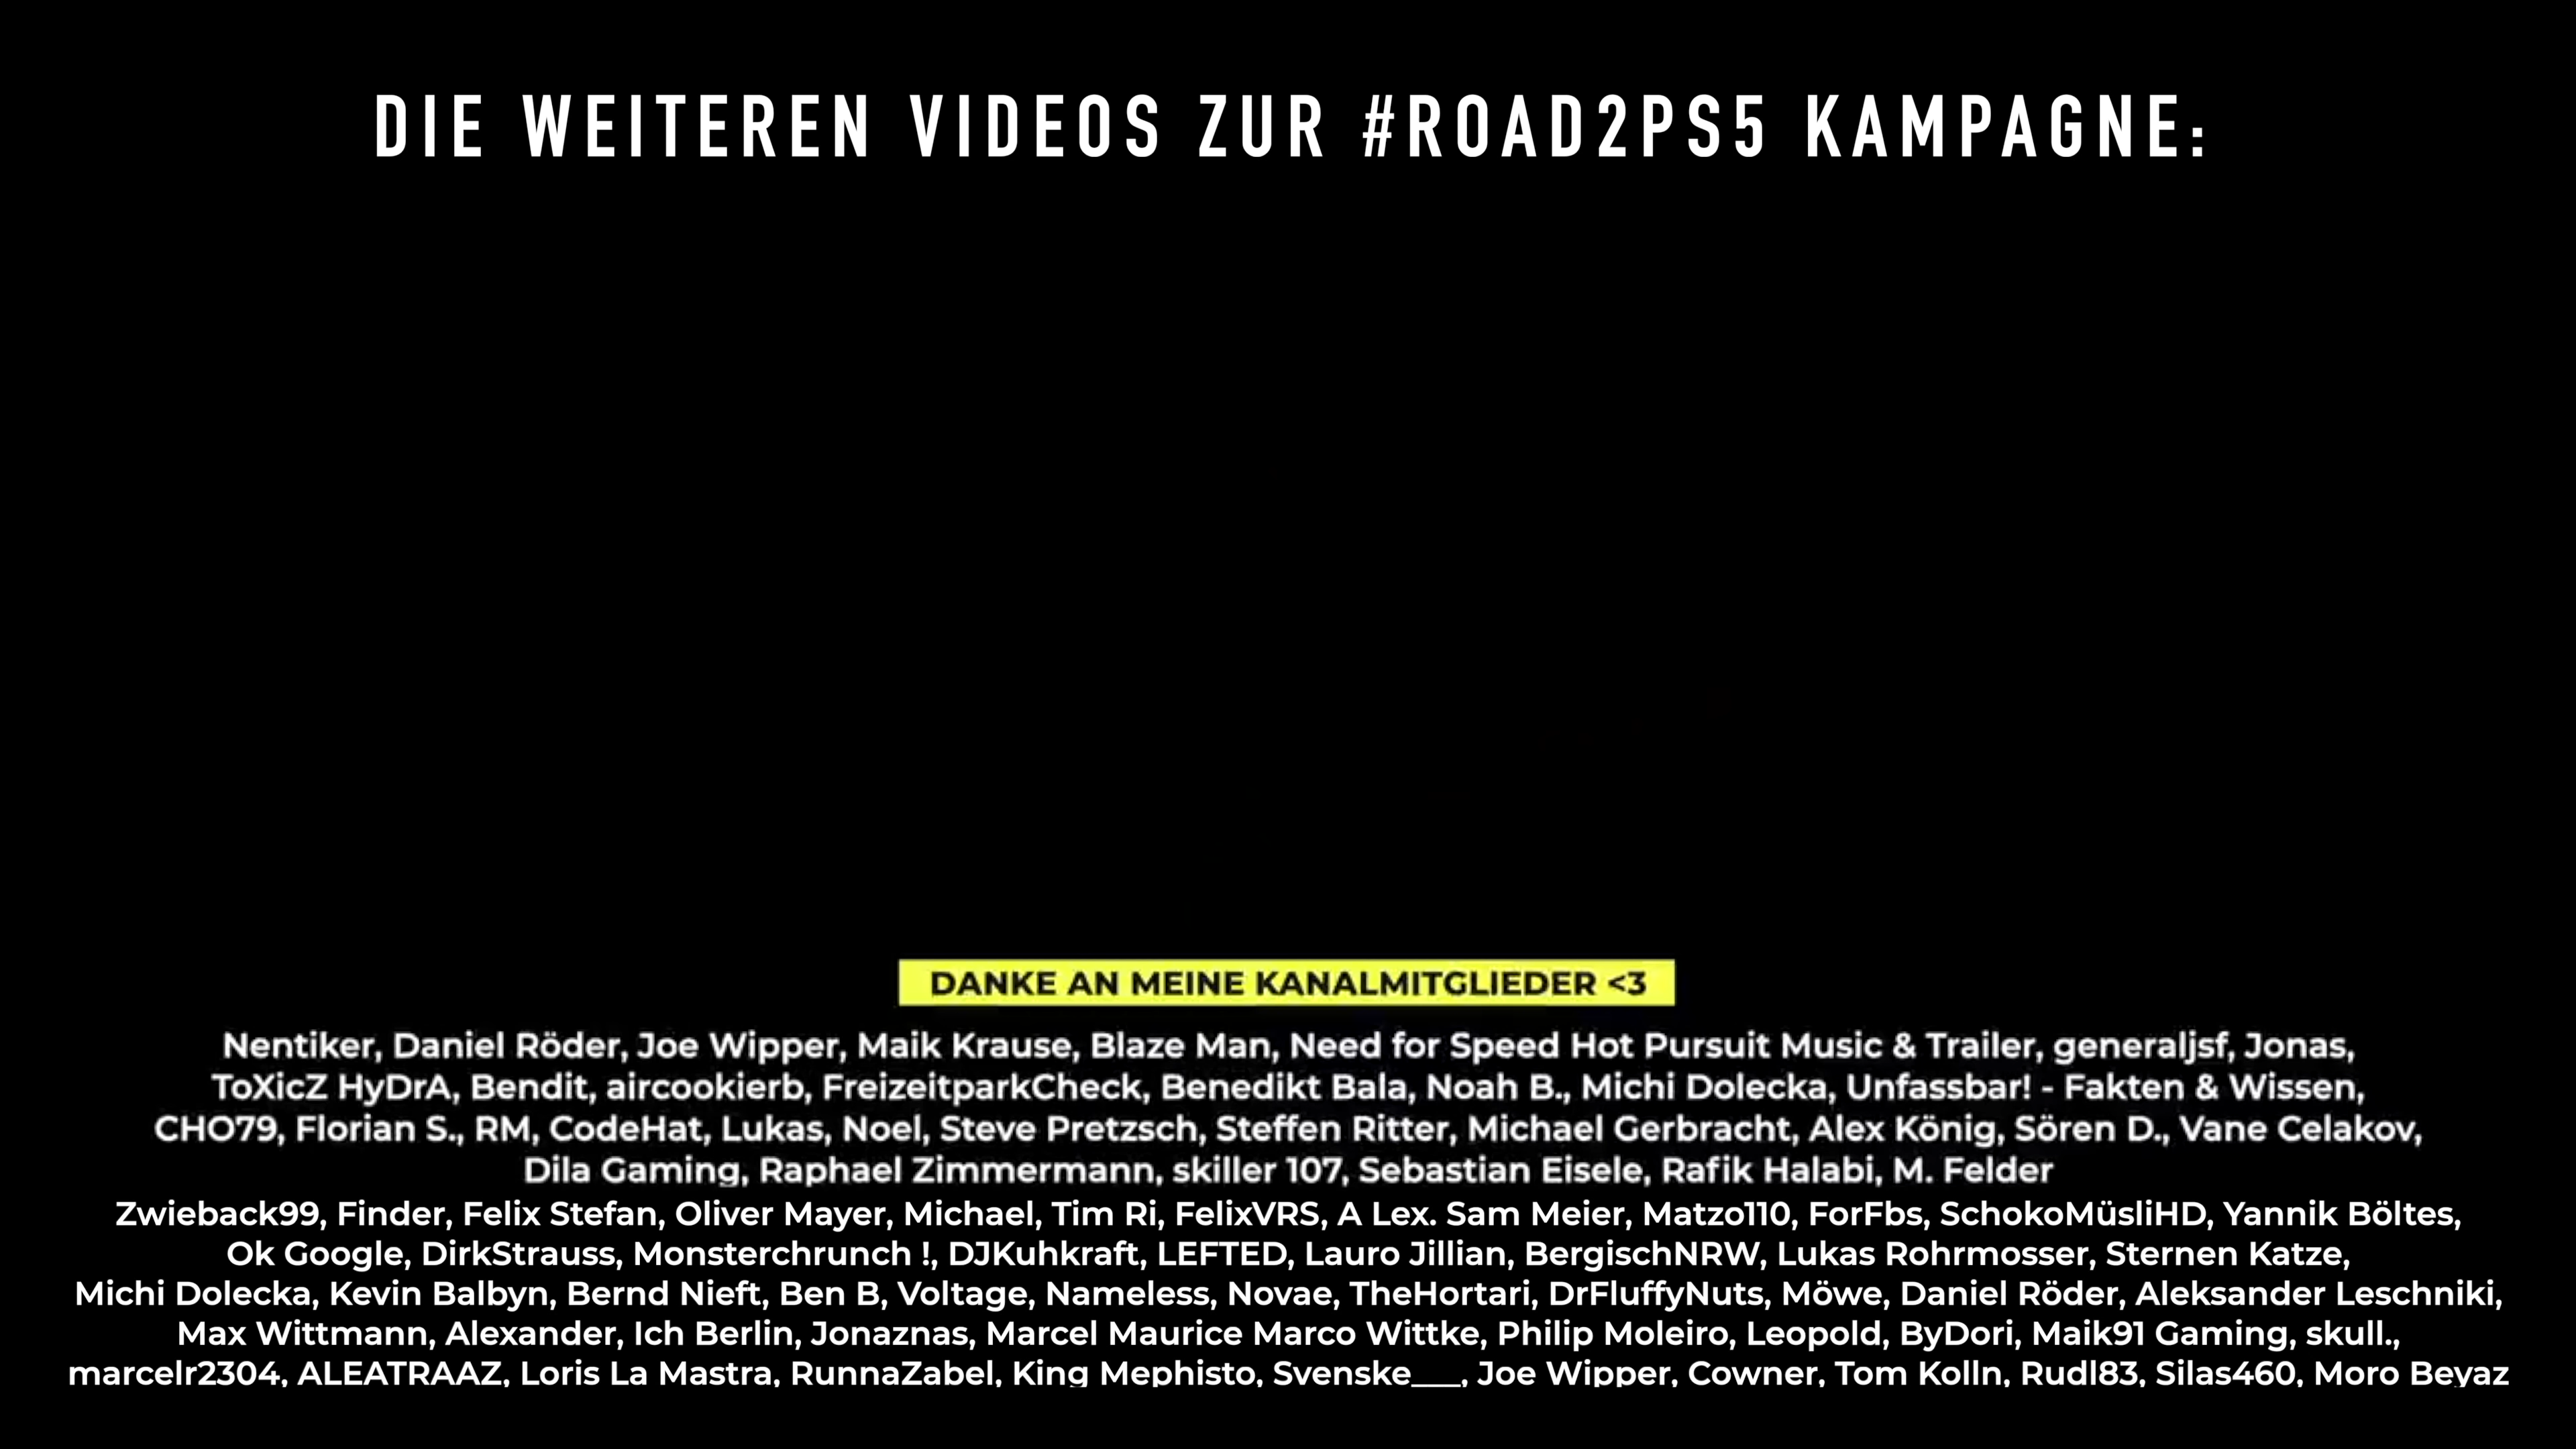 DIE WEITEREN VIDEOS ZUR #ROAD2PS5 KAMPAGNE:
DANKE AN MEINE KANALMITGLIEDER <3
Nentiker, Daniel Röder, Joe Wipper, Maik Krause, Blaze Man, Need for Speed Hot Pursuit Music & Trailer, generaljsf, Jonas,
ToXicZ HyDrA, Bendit, aircookierb, FreizeitparkCheck, Benedikt Bala, Noah B., Michi Dolecka, Unfassbar! - Fakten & Wissen,
CHO79, Florian S., RM, CodeHat, Lukas, Noel, Steve Pretzsch, Steffen Ritter, Michael Gerbracht, Alex König, Sören D., Vane Celakov,
Dila Gaming, Raphael Zimmermann, skiller 107, Sebastian Eisele, Rafik Halabi, M. Felder
Zwieback99, Finder, Felix Stefan, Oliver Mayer, Michael, Tim Ri, FelixVRS, A Lex. Sam Meier, Matzo110, ForFbs, SchokoMüsliHD, Yannik Böltes,
Ok Google, DirkStrauss, Monsterchrunch !, DJKuhkraft, LEFTED, Lauro Jillian, BergischNRW, Lukas Rohrmosser, Sternen Katze,
Michi Dolecka, Kevin Balbyn, Bernd Nieft, Ben B, Voltage, Nameless, Novae, TheHortari, DrFluffyNuts, Möwe, Daniel Röder, Aleksander Leschniki,
Max Wittmann, Alexander, Ich Berlin, Jonaznas, Marcel Maurice Marco Wittke, Philip Moleiro, Leopold, ByDori, Maik91 Gaming, skull.,
marcelr2304, ALEATRAAZ, Loris La Mastra, RunnaZabel, King Mephisto, Svenske___, Joe Wipper, Cowner, Tom Kolln, Rudl83, Silas460, Moro Beyaz